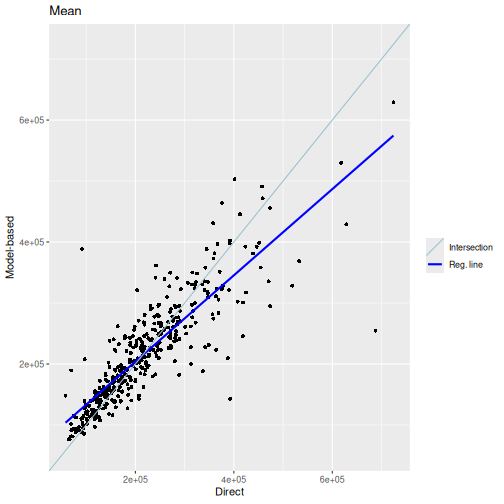 Mean
6e+05
4e+05
2e+05
Model-based
2e+05 4e+05 6e+05
Direct
Intersection
Reg. line